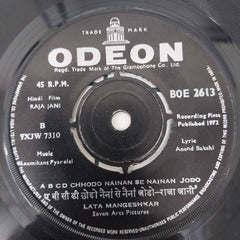 TRADE MARK
ODEON
Regd. Trade Mark of The Gramophone Co., Ltd.
45 R.P.M.
BOE 2613
Hindi Film
RAJA JANI
Recording First
Published 1972
B
7XJW 7310
Music
Laxmikant Pyarelal
Lyric
Anand Bakshi
A B C D CHHODO NAINAN SE NAINAN JODO
ए बी सी डी छोडो नैना से नैनां जोडो-राजा जानी
LATA MANGESHKAR
Seven Arts Pictures